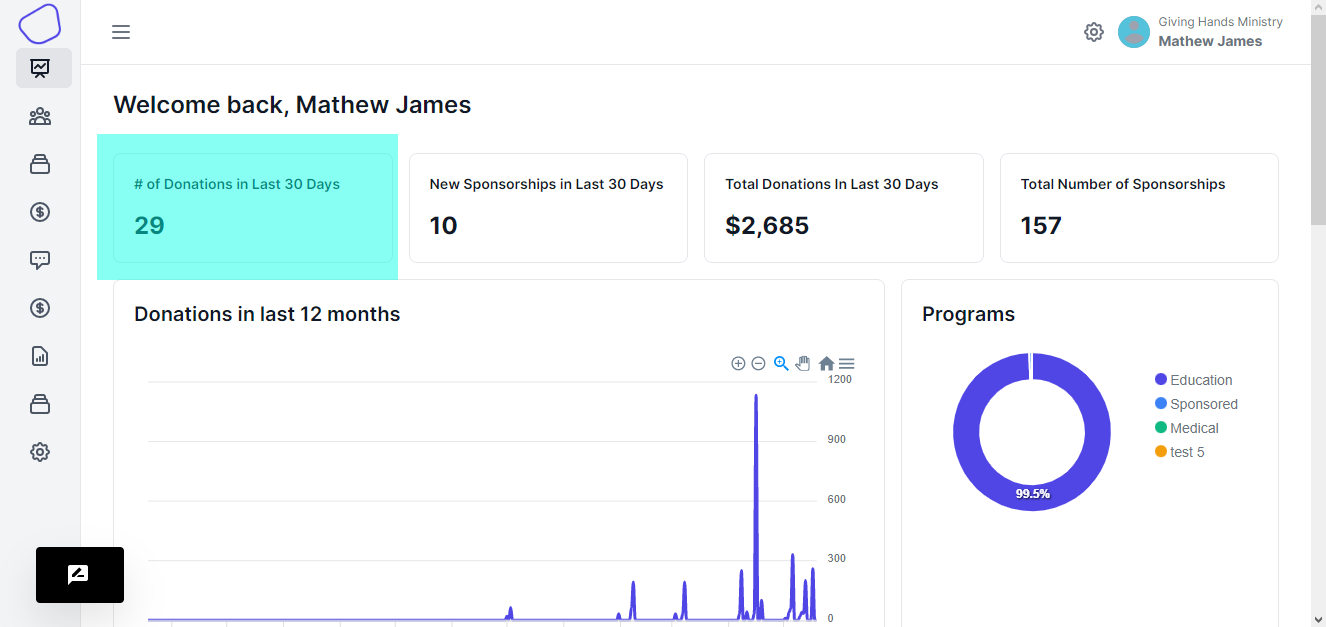 Giving Hands Ministry
Mathew James
Welcome back, Mathew James
# of Donations in Last 30 Days
29
New Sponsorships in Last 30 Days
10
Total Donations In Last 30 Days
$2,685
Total Number of Sponsorships
157
Donations in last 12 months
1200
900
600
300
0
Programs
99.5%
Education
Sponsored
Medical
test 5